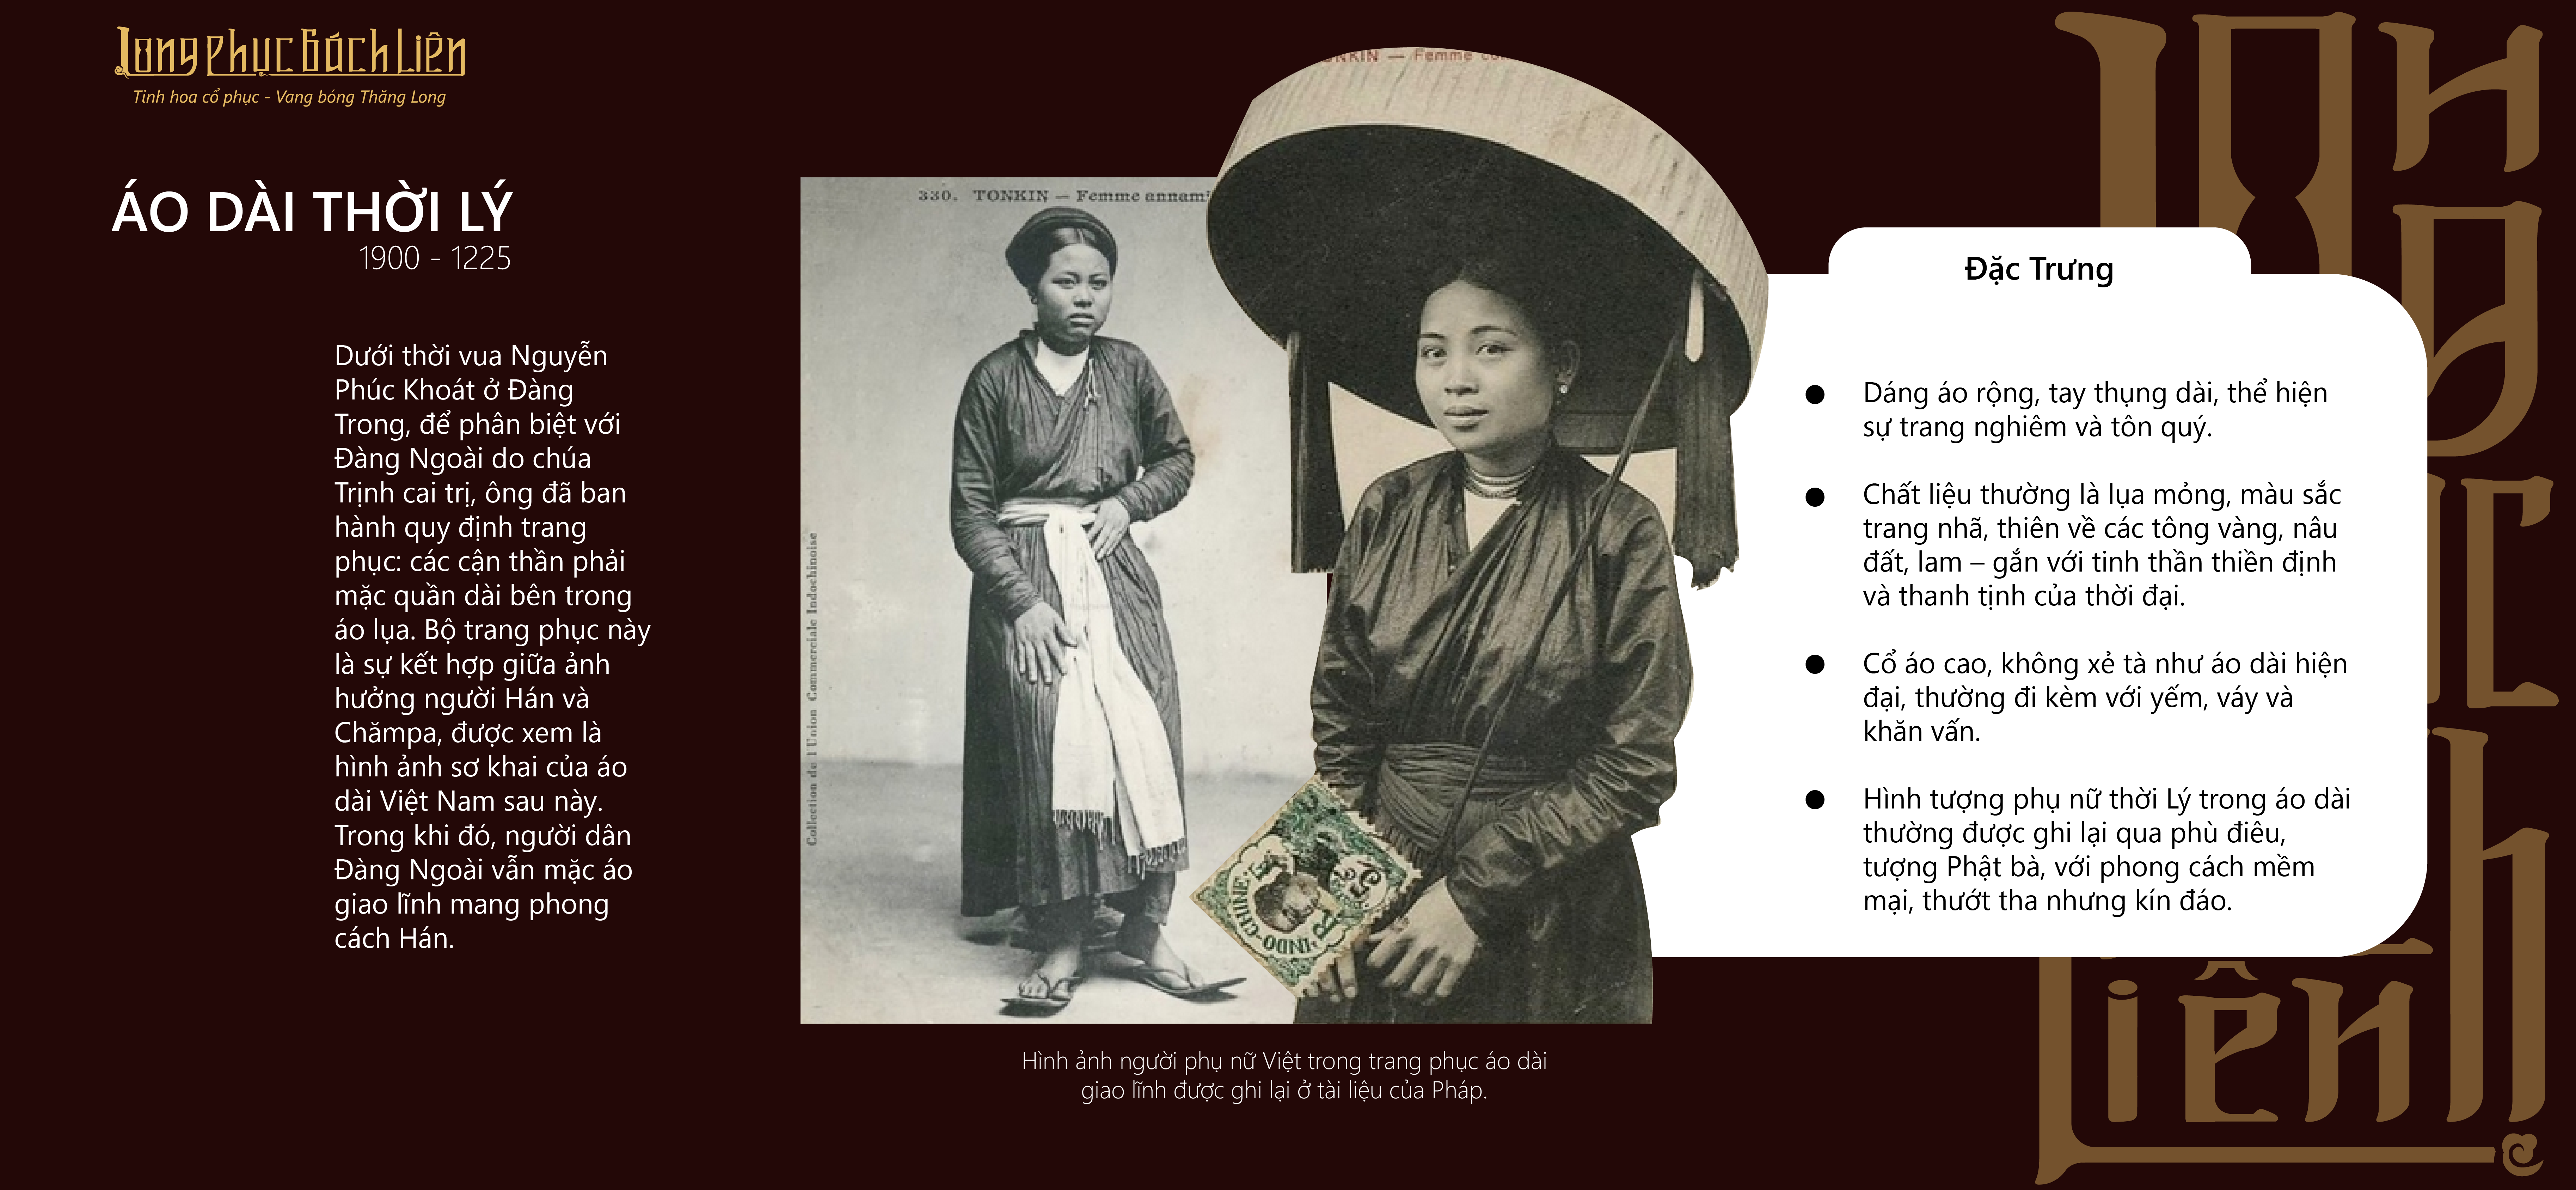 Long Phục Bách Liên
Tinh hoa cổ phục - Vang bóng Thăng Long
ÁO DÀI THỜI LÝ
1900 - 1225
Dưới thời vua Nguyễn
Phúc Khoát ở Đàng
Trong, để phân biệt với
Đàng Ngoài do chúa
Trịnh cai trị, ông đã ban
hành quy định trang
phục: các cận thần phải
mặc quần dài bên trong
áo lụa. Bộ trang phục này
là sự kết hợp giữa ảnh
hưởng người Hán và
Chămpa, được xem là
hình ảnh sơ khai của áo
dài Việt Nam sau này.
Trong khi đó, người dân
Đàng Ngoài vẫn mặc áo
giao lĩnh mang phong
cách Hán.
330. TONKIN — Femme annami
Collection de l'Union Commerciale Indochinoise
NKIN — Femme
INDO-CHINE
Hình ảnh người phụ nữ Việt trong trang phục áo dài
giao lĩnh được ghi lại ở tài liệu của Pháp.
Đặc Trưng
● Dáng áo rộng, tay thụng dài, thể hiện
sự trang nghiêm và tôn quý.
● Chất liệu thường là lụa mỏng, màu sắc
trang nhã, thiên về các tông vàng, nâu
đất, lam – gắn với tinh thần thiền định
và thanh tịnh của thời đại.
● Cổ áo cao, không xẻ tà như áo dài hiện
đại, thường đi kèm với yếm, váy và
khăn vấn.
● Hình tượng phụ nữ thời Lý trong áo dài
thường được ghi lại qua phù điêu,
tượng Phật bà, với phong cách mềm
mại, thướt tha nhưng kín đáo.